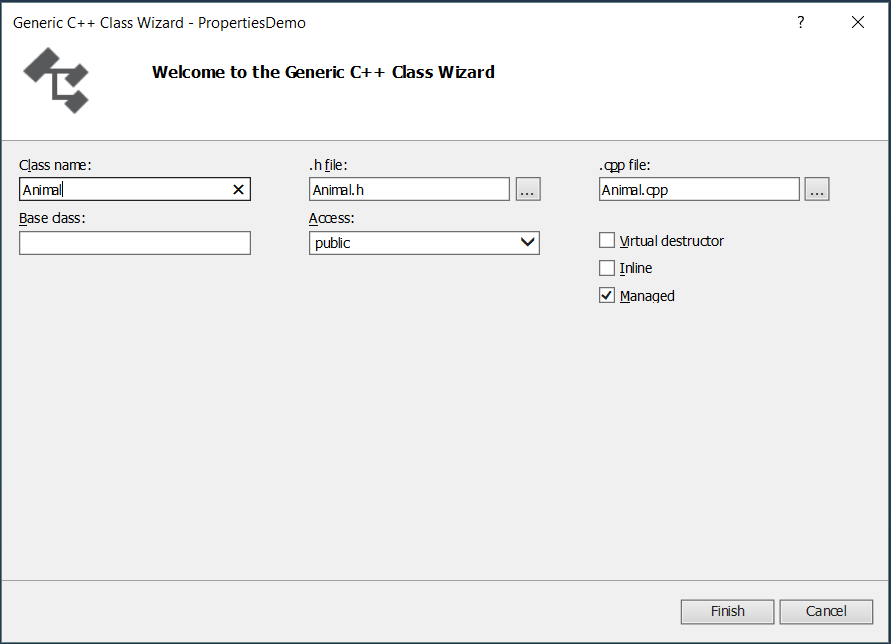 Generic C++ Class Wizard - PropertiesDemo
?
Welcome to the Generic C++ Class Wizard
Class name:
.h file:
.cpp file:
Animal
Animal.h
...
Animal.cpp
...
Base class:
Access:
public
Virtual destructor
Inline
Managed
Finish
Cancel